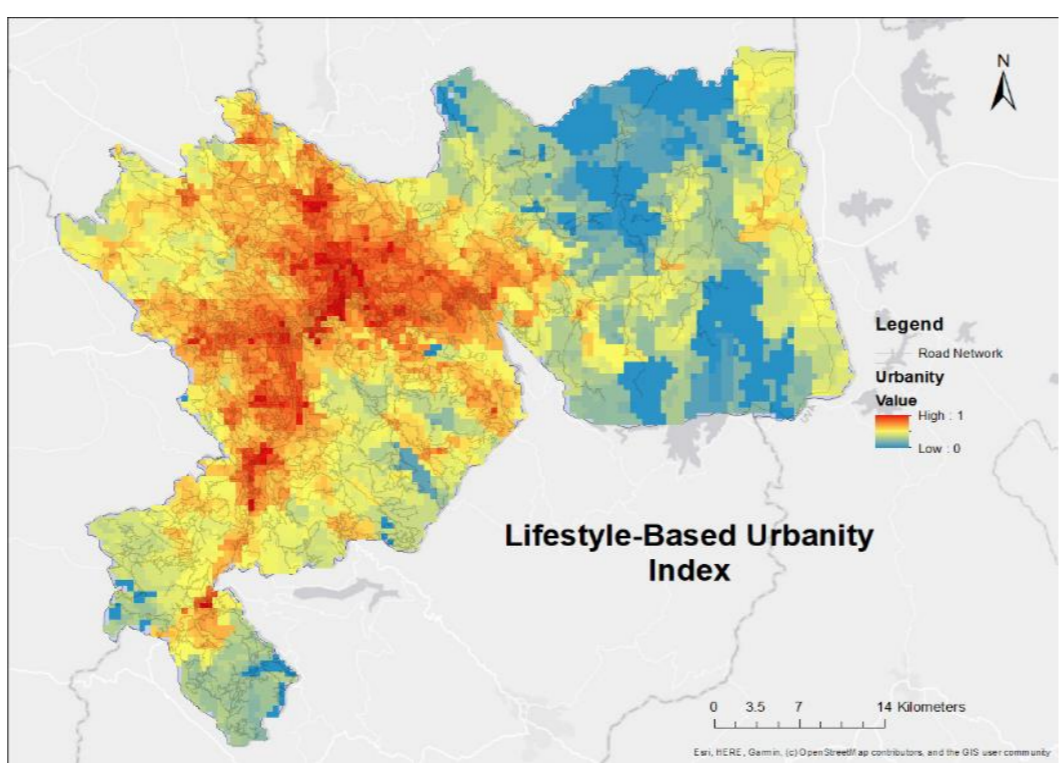 N
Legend
Road Network
Urbanity
Value
High : 1
Low : 0
UVA
Lifestyle-Based Urbanity
Index
0 3.5 7 14 Kilometers
Esri, HERE, Garmin, (c) OpenStreetMap contributors, and the GIS user community